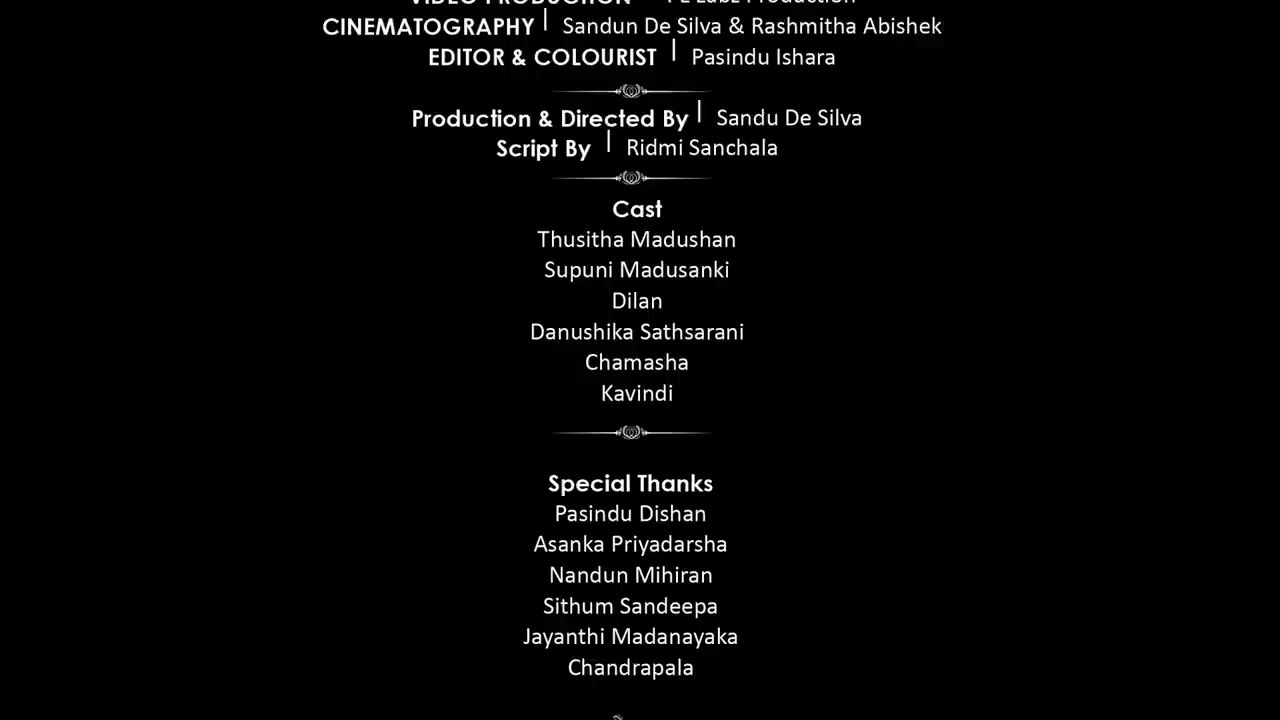 VIDEO PRODUCTION
CINEMATOGRAPHY | Sandun De Silva & Rashmitha Abishek
EDITOR & COLOURIST | Pasindu Ishara
Production & Directed By | Sandu De Silva
Script By | Ridmi Sanchala
Cast
Thusitha Madushan
Supuni Madusanki
Dilan
Danushika Sathsarani
Chamasha
Kavindi
Special Thanks
Pasindu Dishan
Asanka Priyadarsha
Nandun Mihiran
Sithum Sandeepa
Jayanthi Madanayaka
Chandrapala